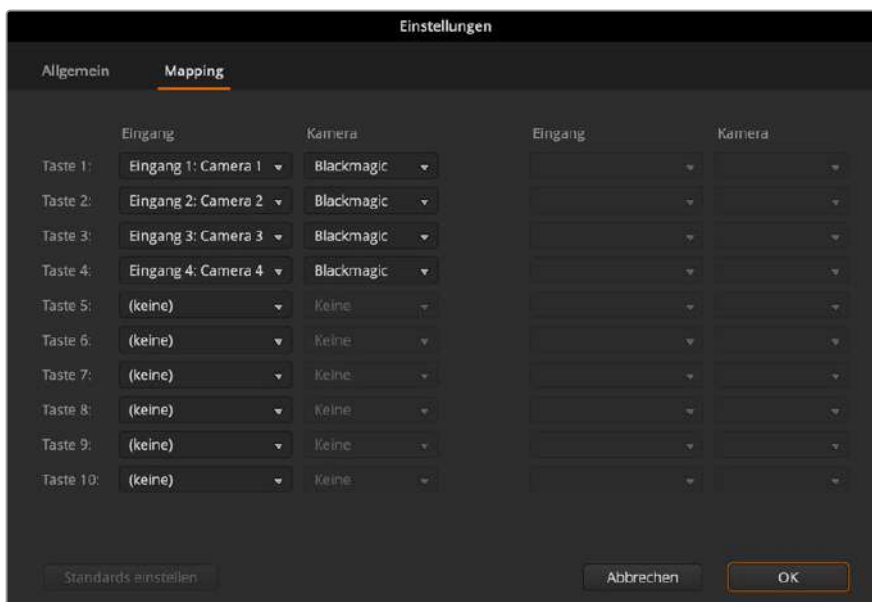 Einstellungen
Allgemein Mapping
Eingang Kamera Eingang Kamera
Taste 1: Eingang 1: Camera 1 Blackmagic
Taste 2: Eingang 2: Camera 2 Blackmagic
Taste 3: Eingang 3: Camera 3 Blackmagic
Taste 4: Eingang 4: Camera 4 Blackmagic
Taste 5: (keine) Keine
Taste 6: (keine) Keine
Taste 7: (keine) Keine
Taste 8: (keine) Keine
Taste 9: (keine) Keine
Taste 10: (keine) Keine
Standards einstellen Abbrechen OK